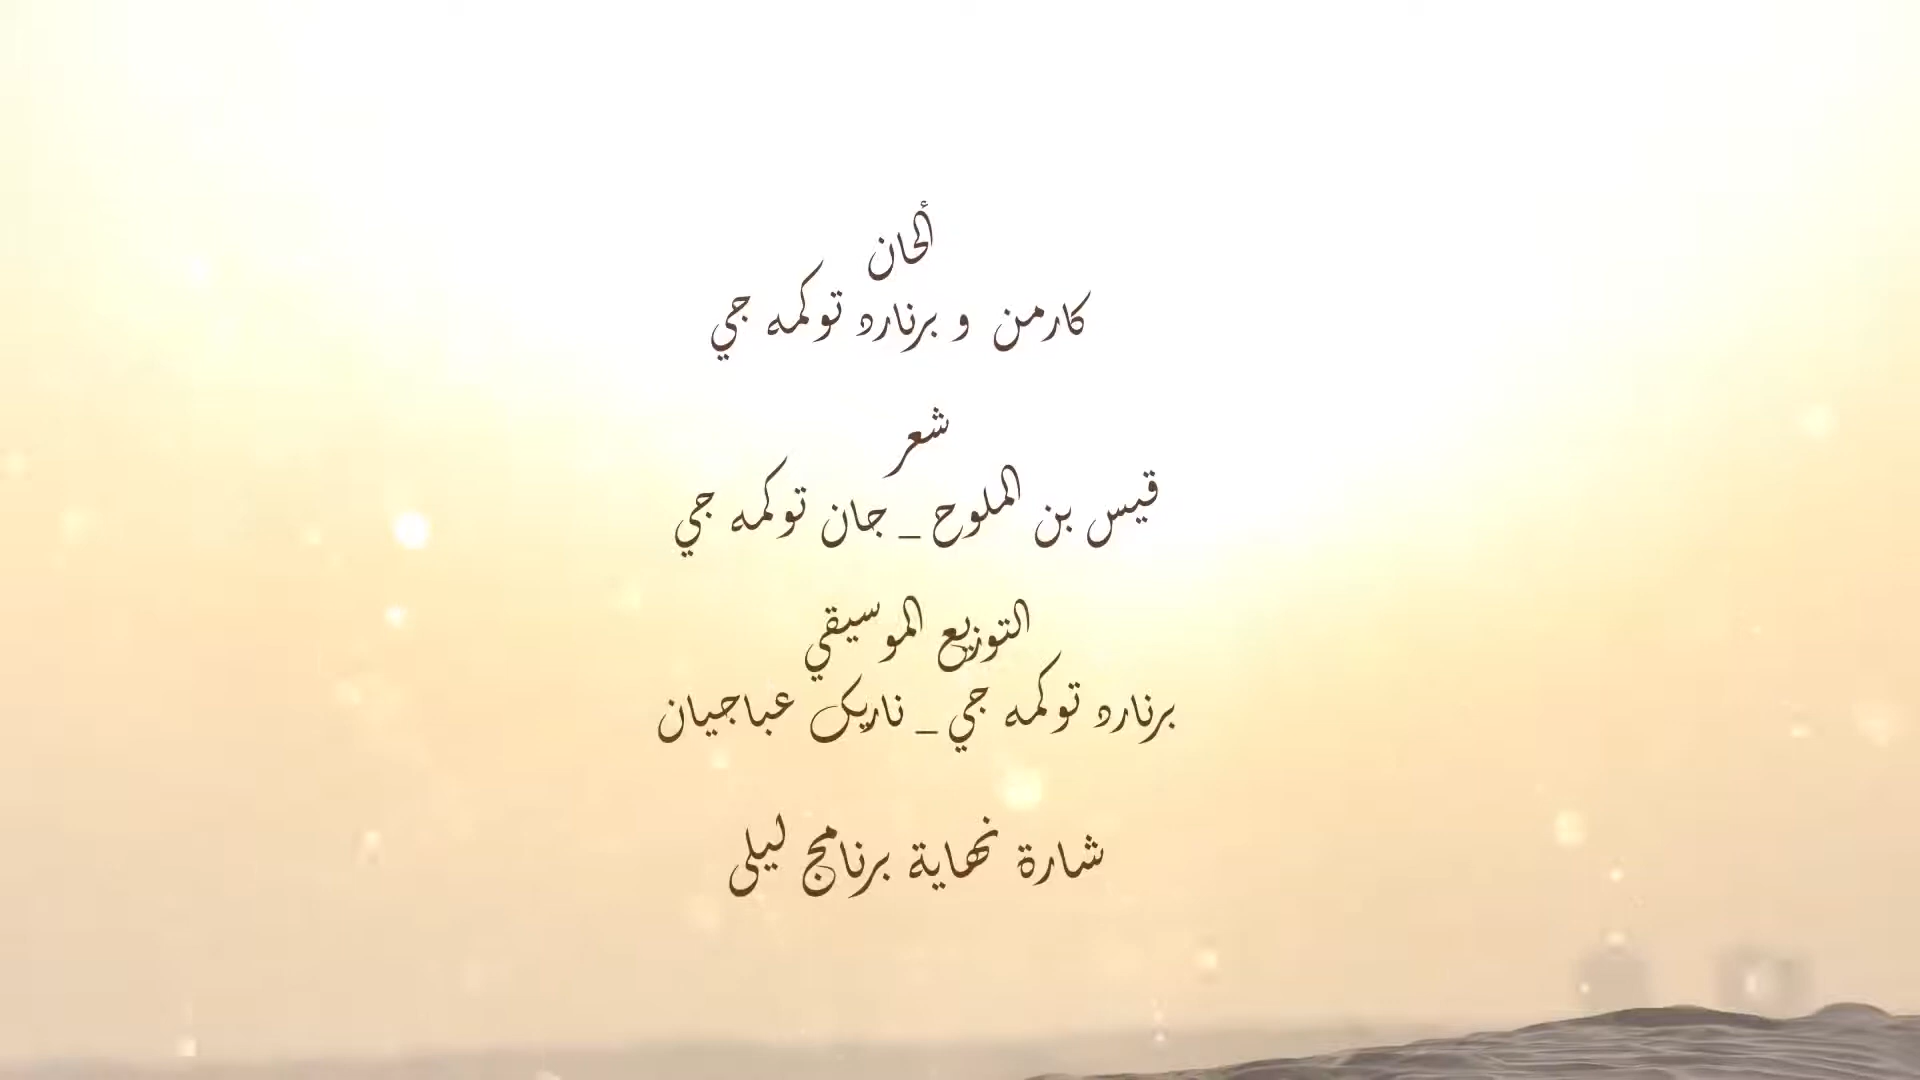 ألحان
كارمن و برنارد توكمه جي
شعر
قيس بن الملوح _ جان توكمه جي
التوزيع الموسيقي
برنارد توكمه جي _ ناريك عباجيان
شارة نهاية برنامج ليلى